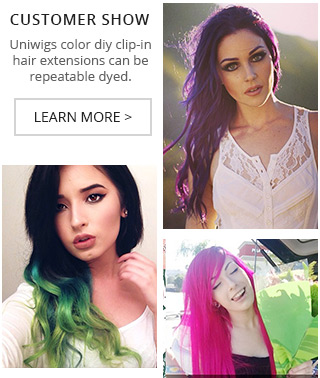 CUSTOMER SHOW
Uniwigs color diy clip-in
hair extensions can be
repeatable dyed.
LEARN MORE >